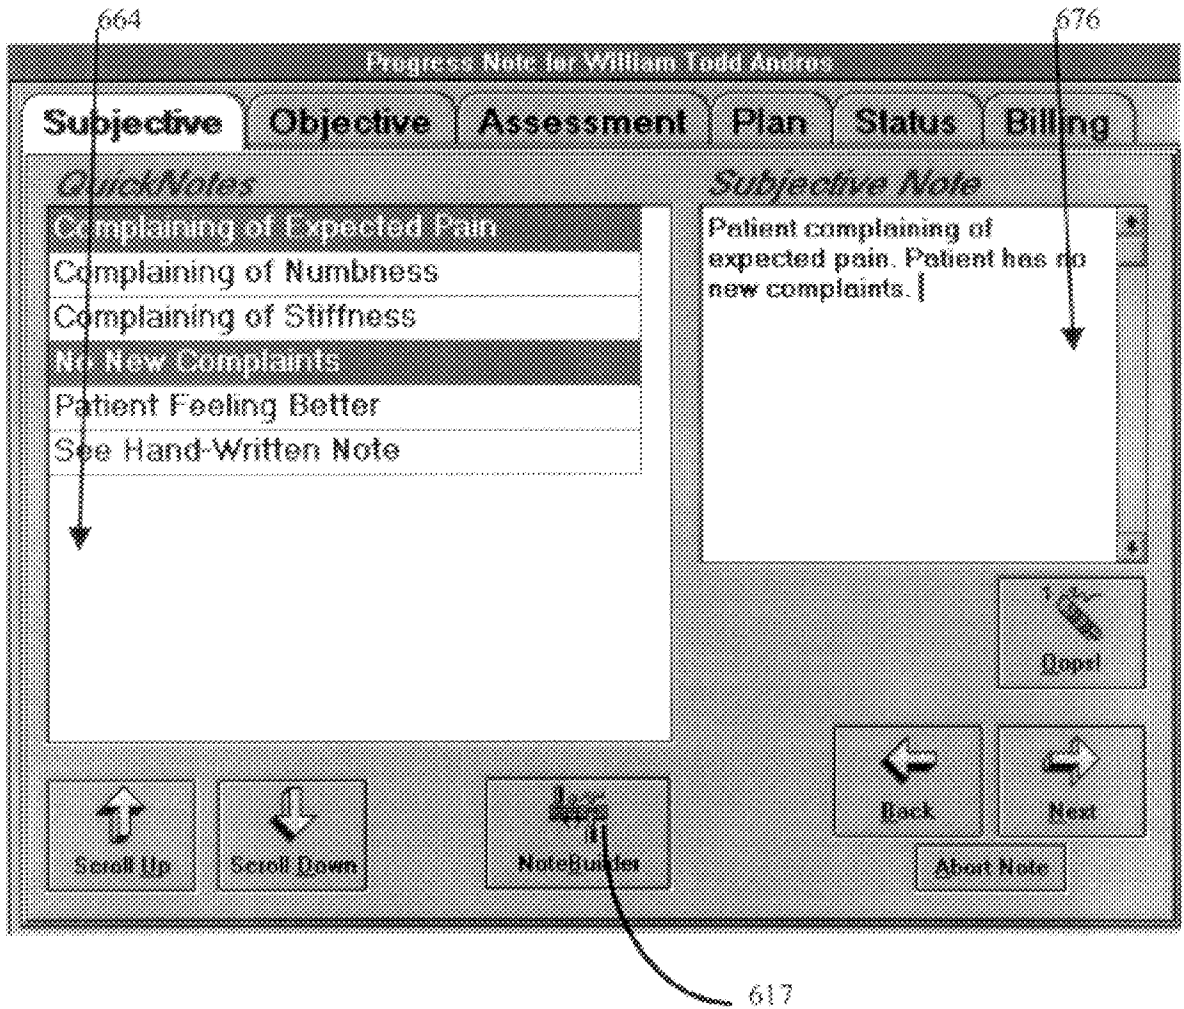 664
676
Progress Note for William Todd Andros
Subjective
Objective
Assessment
Plan
Status
Billing
QuickNotes
Complaining of Expected Pain
Complaining of Numbness
Complaining of Stiffness
No New Complaints
Patient Feeling Better
See Hand-Written Note
Subjective Note
Patient complaining of
expected pain. Patient has no
new complaints.
Oops!
Back
Next
Scroll Up
Scroll Down
NoteBuilder
Abort Note
617